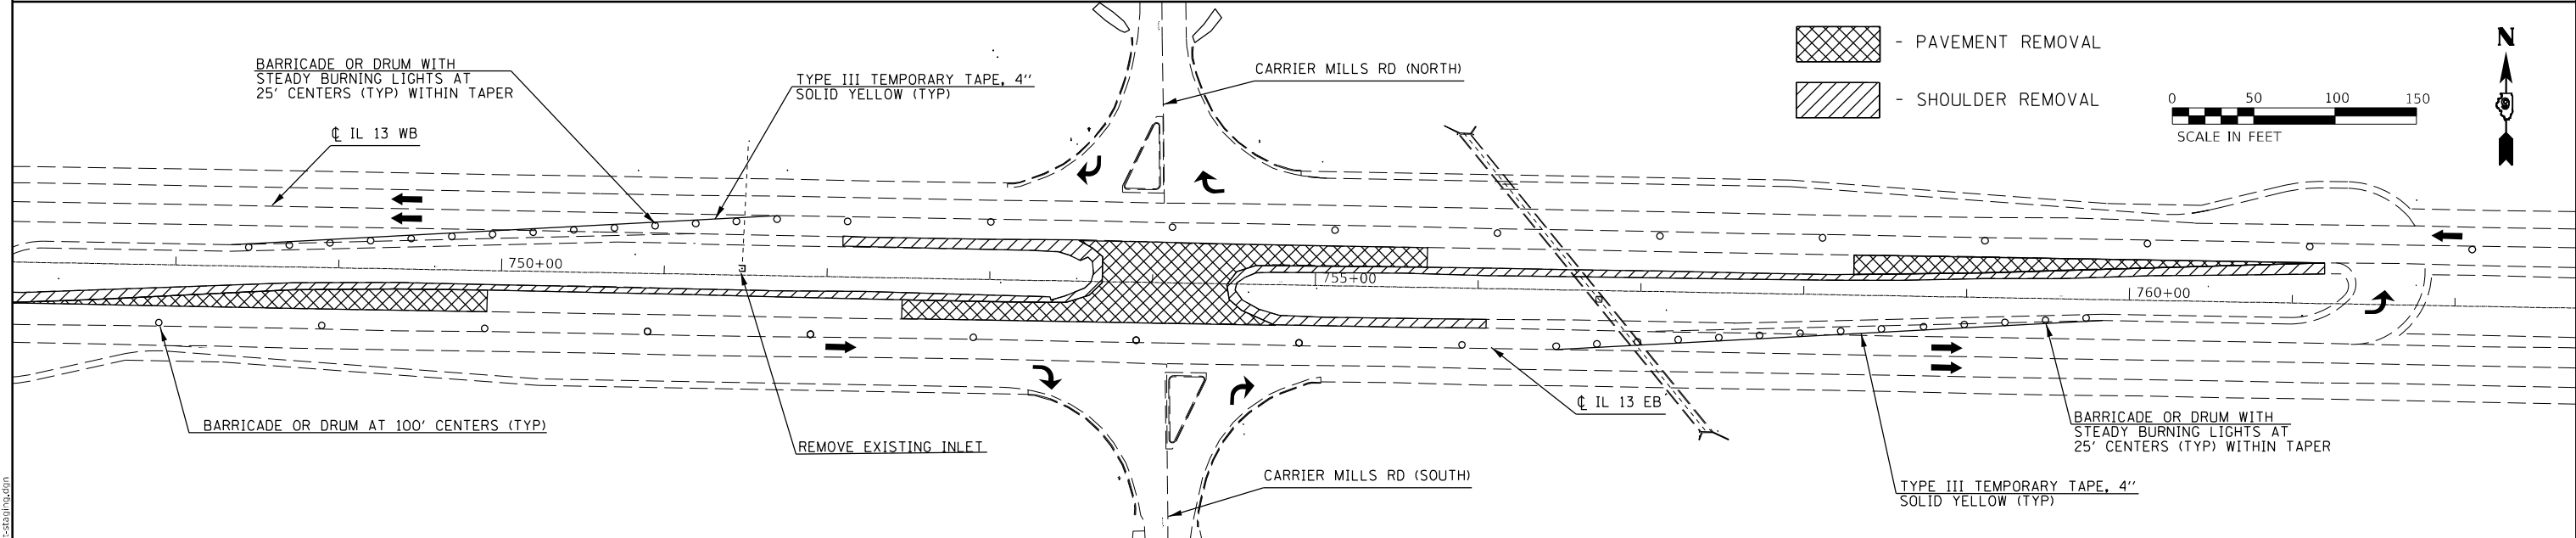 BARRICADE OR DRUM WITH
STEADY BURNING LIGHTS AT
25' CENTERS (TYP) WITHIN TAPER
℄ IL 13 WB
TYPE III TEMPORARY TAPE, 4''
SOLID YELLOW (TYP)
CARRIER MILLS RD (NORTH)
- PAVEMENT REMOVAL
- SHOULDER REMOVAL
0 50 100 150
SCALE IN FEET
N
750+00
755+00
760+00
BARRICADE OR DRUM AT 100' CENTERS (TYP)
REMOVE EXISTING INLET
CARRIER MILLS RD (SOUTH)
℄ IL 13 EB
BARRICADE OR DRUM WITH
STEADY BURNING LIGHTS AT
25' CENTERS (TYP) WITHIN TAPER
TYPE III TEMPORARY TAPE, 4''
SOLID YELLOW (TYP)
-staging.dgn